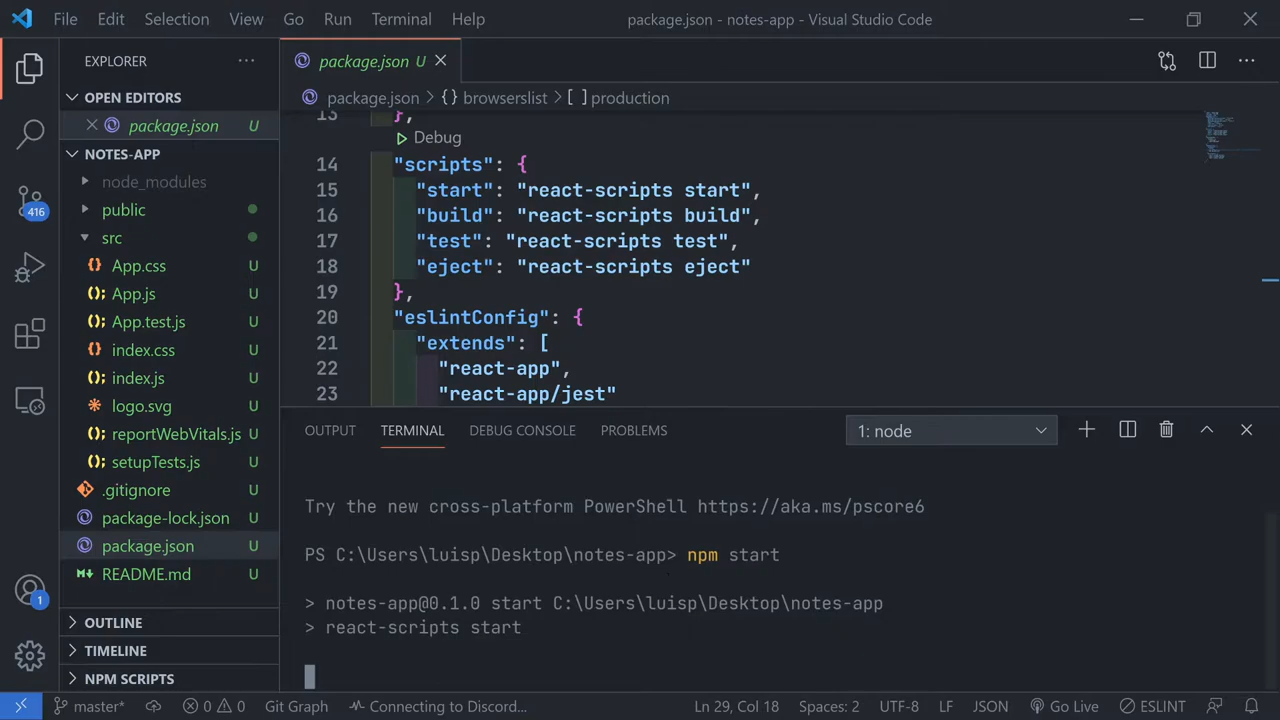 File Edit Selection View Go Run Terminal Help package.json - notes-app - Visual Studio Code
EXPLORER
OPEN EDITORS
package.json U
NOTES-APP
node_modules
public
src
App.css U
App.js U
App.test.js U
index.css U
index.js U
logo.svg U
reportWebVitals.js U
setupTests.js U
.gitignore U
package-lock.json U
package.json U
README.md U
OUTLINE
TIMELINE
NPM SCRIPTS
416
1
package.json U
package.json > {} browserslist > [ ] production
13 },
Debug
14 "scripts": {
15 "start": "react-scripts start",
16 "build": "react-scripts build",
17 "test": "react-scripts test",
18 "eject": "react-scripts eject"
19 },
20 "eslintConfig": {
21 "extends": [
22 "react-app",
23 "react-app/jest"
OUTPUT TERMINAL DEBUG CONSOLE PROBLEMS 1: node
Try the new cross-platform PowerShell https://aka.ms/pscore6
PS C:\Users\luisp\Desktop\notes-app> npm start
> notes-app@0.1.0 start C:\Users\luisp\Desktop\notes-app
> react-scripts start
master* 0 0 Git Graph Connecting to Discord... Ln 29, Col 18 Spaces: 2 UTF-8 LF JSON Go Live ESLINT